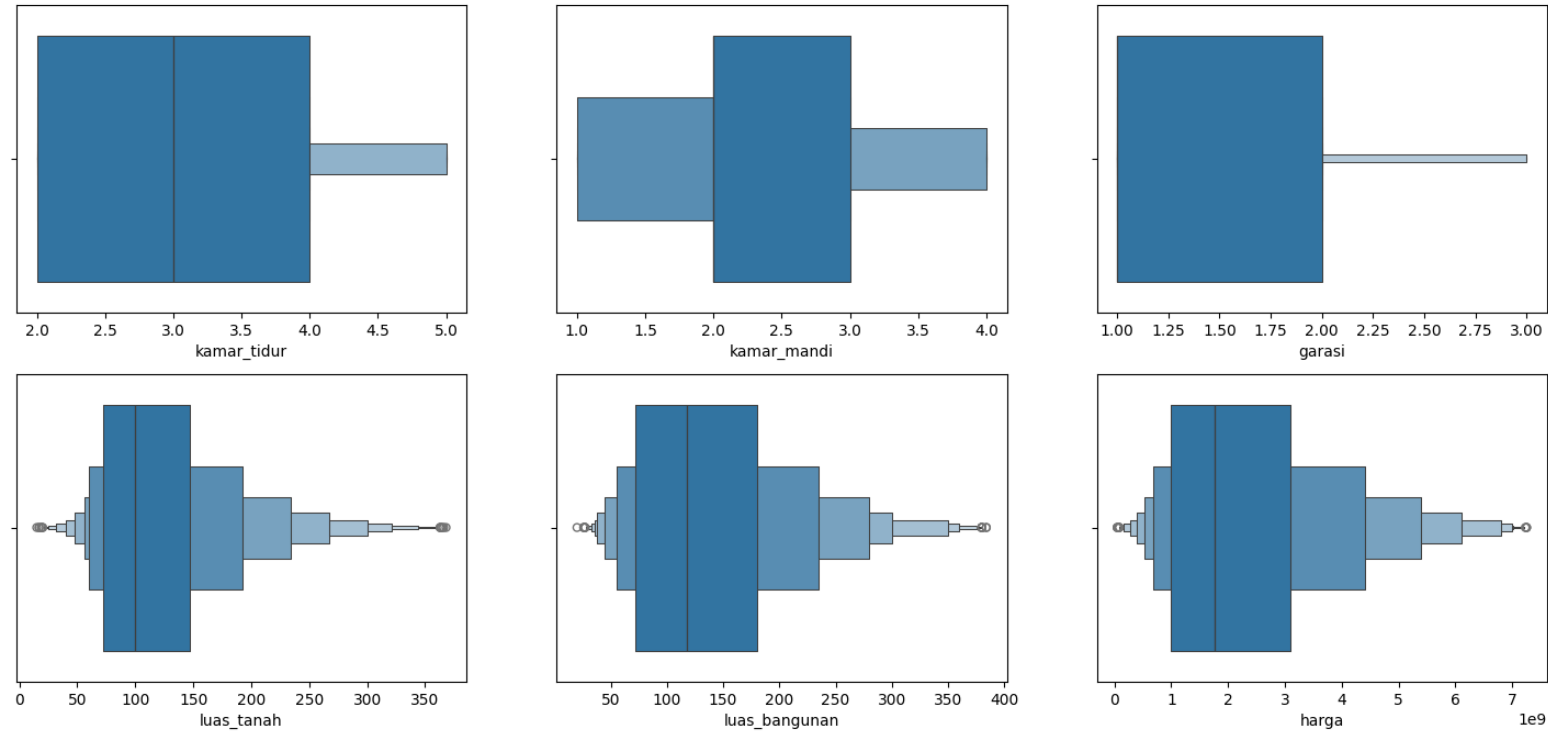 2.0 2.5 3.0 3.5 4.0 4.5 5.0
kamar_tidur
1.0 1.5 2.0 2.5 3.0 3.5 4.0
kamar_mandi
1.00 1.25 1.50 1.75 2.00 2.25 2.50 2.75 3.00
garasi
0 50 100 150 200 250 300 350
luas_tanah
50 100 150 200 250 300 350 400
luas_bangunan
0 1 2 3 4 5 6 7
harga
1e9